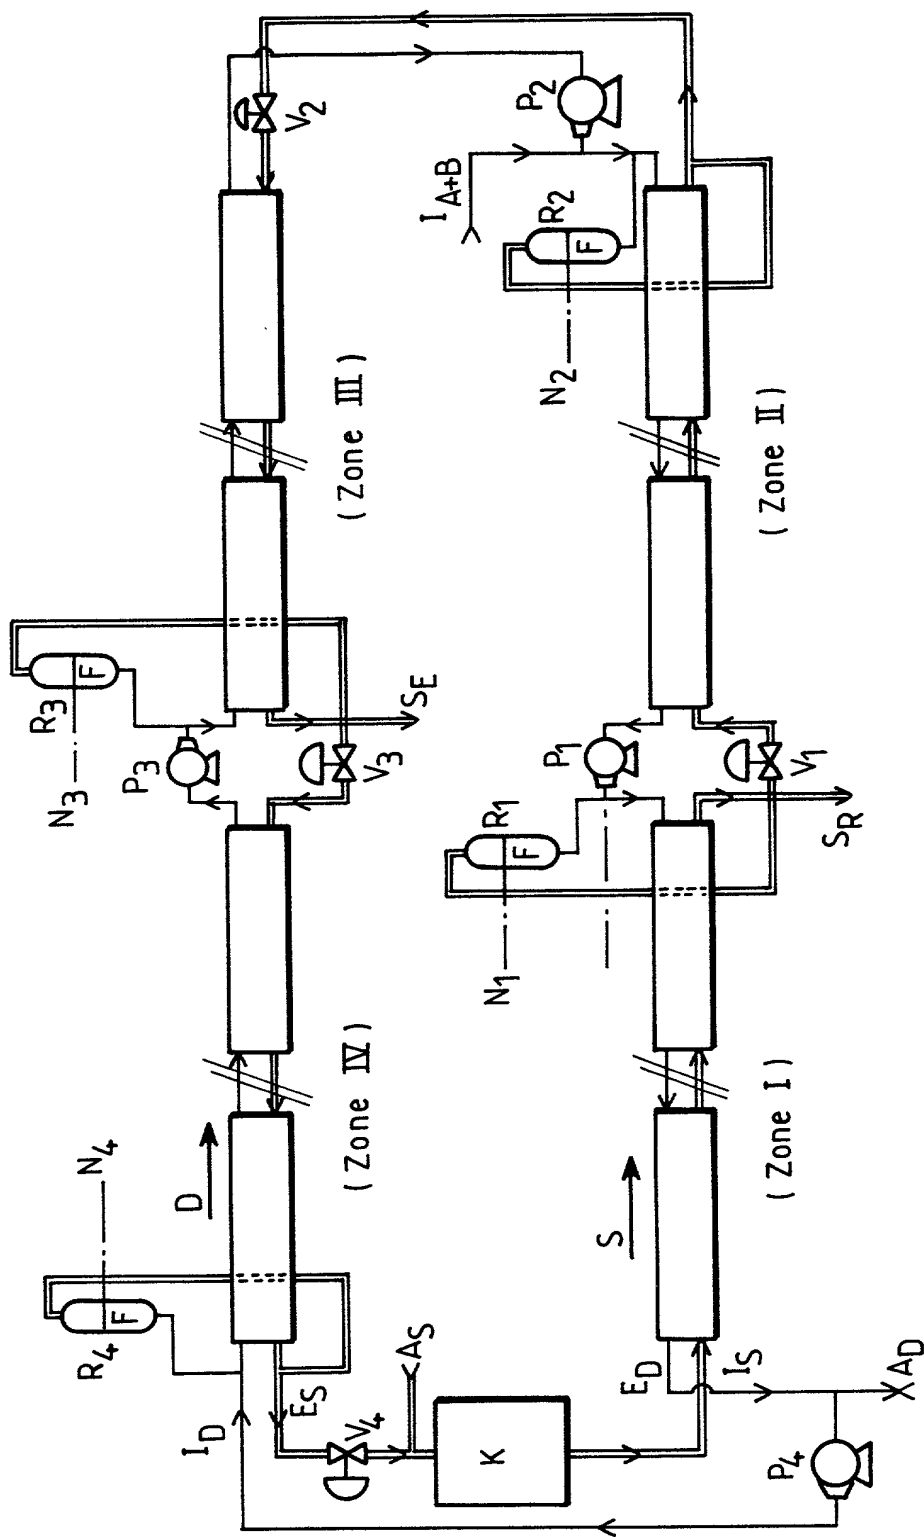 N3
R3
F
R4
N4
F
P3
D
ID
ES
V2
(Zone IV)
(Zone III)
V4
V3
AS
SE
IA+B
K
N1
R1
F
P2
N2
R2
F
P1
S
ED
IS
(Zone I)
(Zone II)
P4
V1
SR
AD